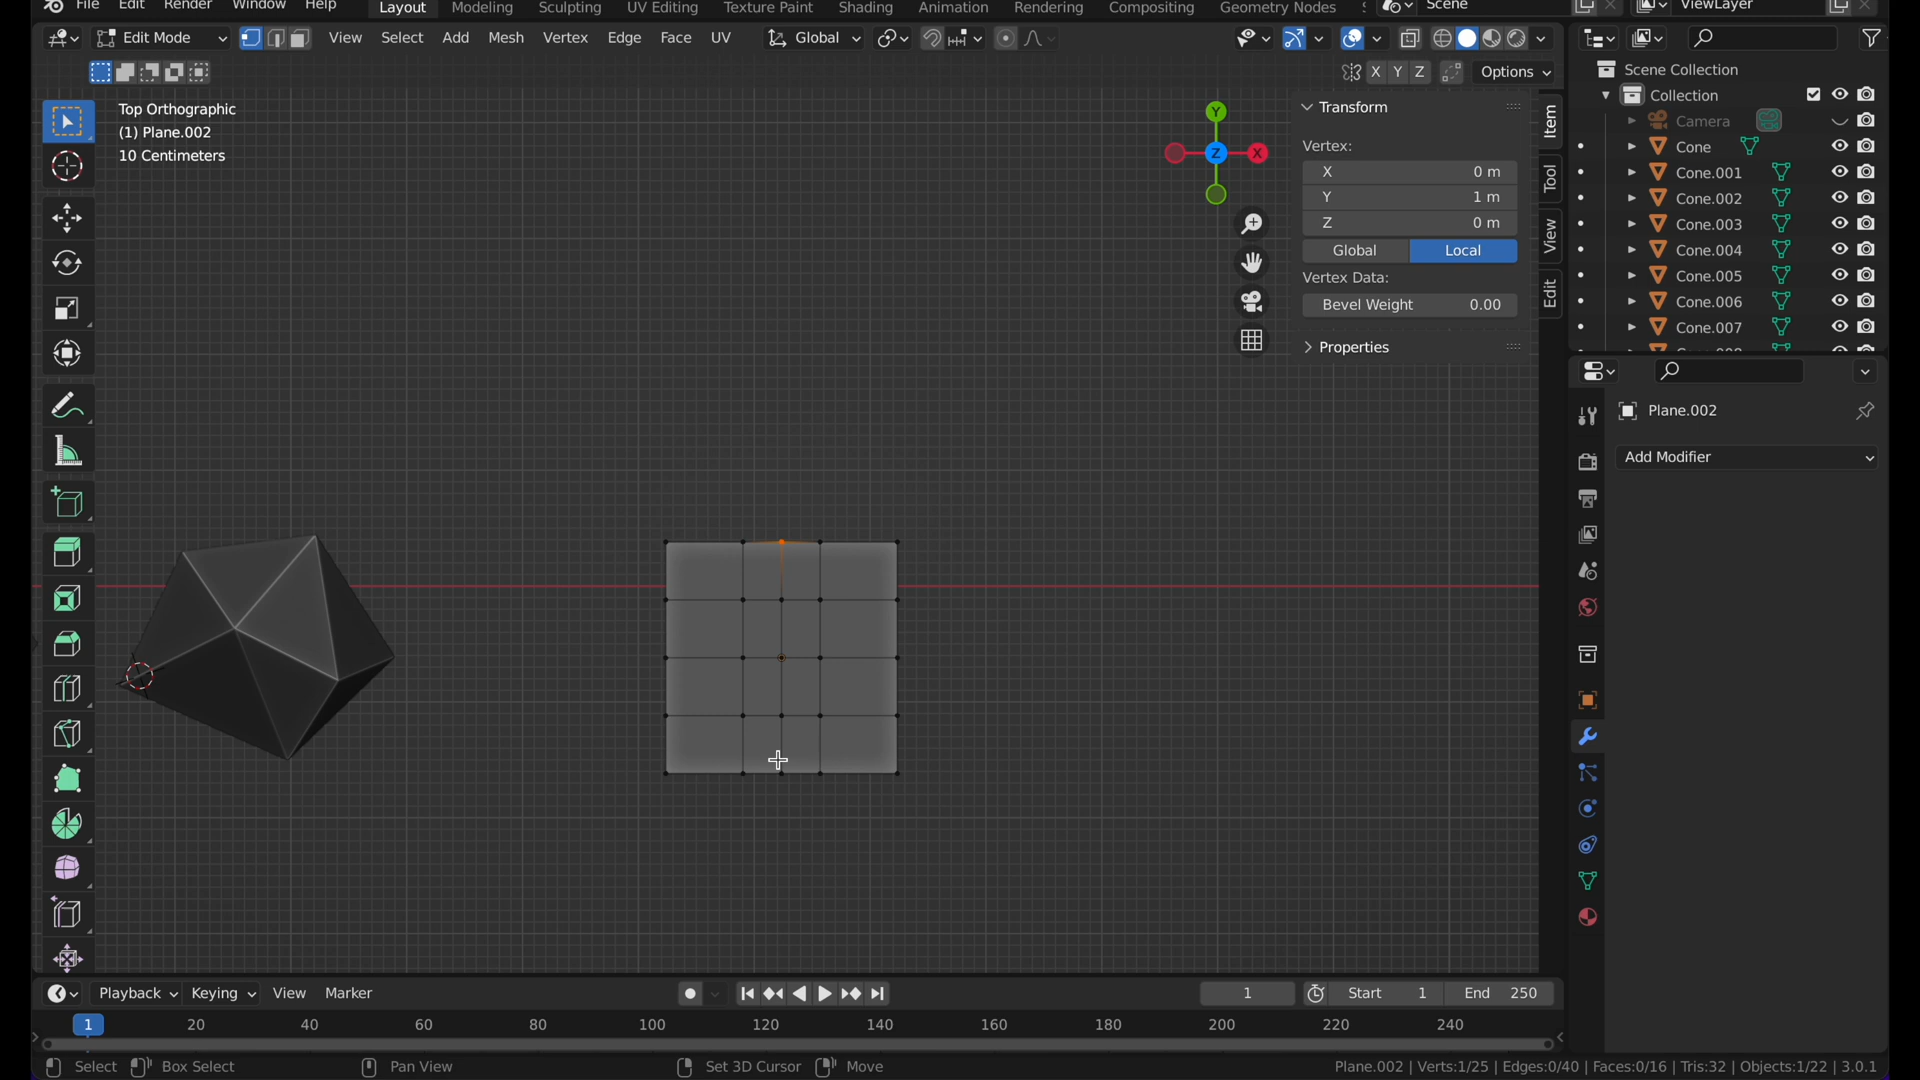 File Edit Render Window Help Layout Modeling Sculpting UV Editing Texture Paint Shading Animation Rendering Compositing Geometry Nodes Scene ViewLayer
Edit Mode View Select Add Mesh Vertex Edge Face UV Global
X Y Z Options
Top Orthographic
(1) Plane.002
10 Centimeters
Y
Z X
Transform
Vertex:
X 0 m
Y 1 m
Z 0 m
Global Local
Vertex Data:
Bevel Weight 0.00
Properties
Item
Tool
View
Edit
Scene Collection
Collection
Camera
Cone
Cone.001
Cone.002
Cone.003
Cone.004
Cone.005
Cone.006
Cone.007
Plane.002
Add Modifier
Playback Keying View Marker 1 Start 1 End 250
1 20 40 60 80 100 120 140 160 180 200 220 240
Select Box Select Pan View Set 3D Cursor Move Plane.002 | Verts:1/25 | Edges:0/40 | Faces:0/16 | Tris:32 | Objects:1/22 | 3.0.1